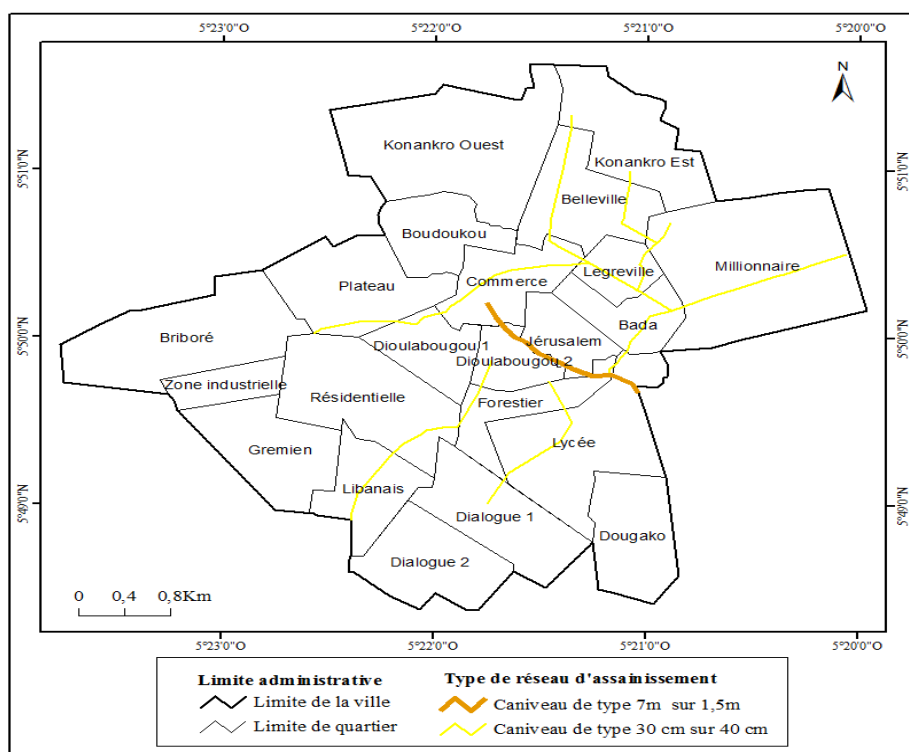 5°23'0"O 5°22'0"O 5°21'0"O 5°20'0"O
N
5°51'0"N
5°51'0"N
Konankro Ouest
Konankro Est
Belleville
Boudoukou
Plateau
Commerce
Legreville
Millionnaire
Bada
5°50'0"N
5°50'0"N
Briboré
Dioulabougou 1
Jérusalem
Dioulabougou 2
Zone industrielle
Résidentielle
Forestier
Gremien
Lycée
Libanais
5°49'0"N
5°49'0"N
Dialogue 1
Dougako
Dialogue 2
0 0,4 0,8Km
5°23'0"O 5°22'0"O 5°21'0"O 5°20'0"O
Limite administrative
Limite de la ville
Limite de quartier
Type de réseau d'assainissement
Caniveau de type 7m sur 1,5m
Caniveau de type 30 cm sur 40 cm